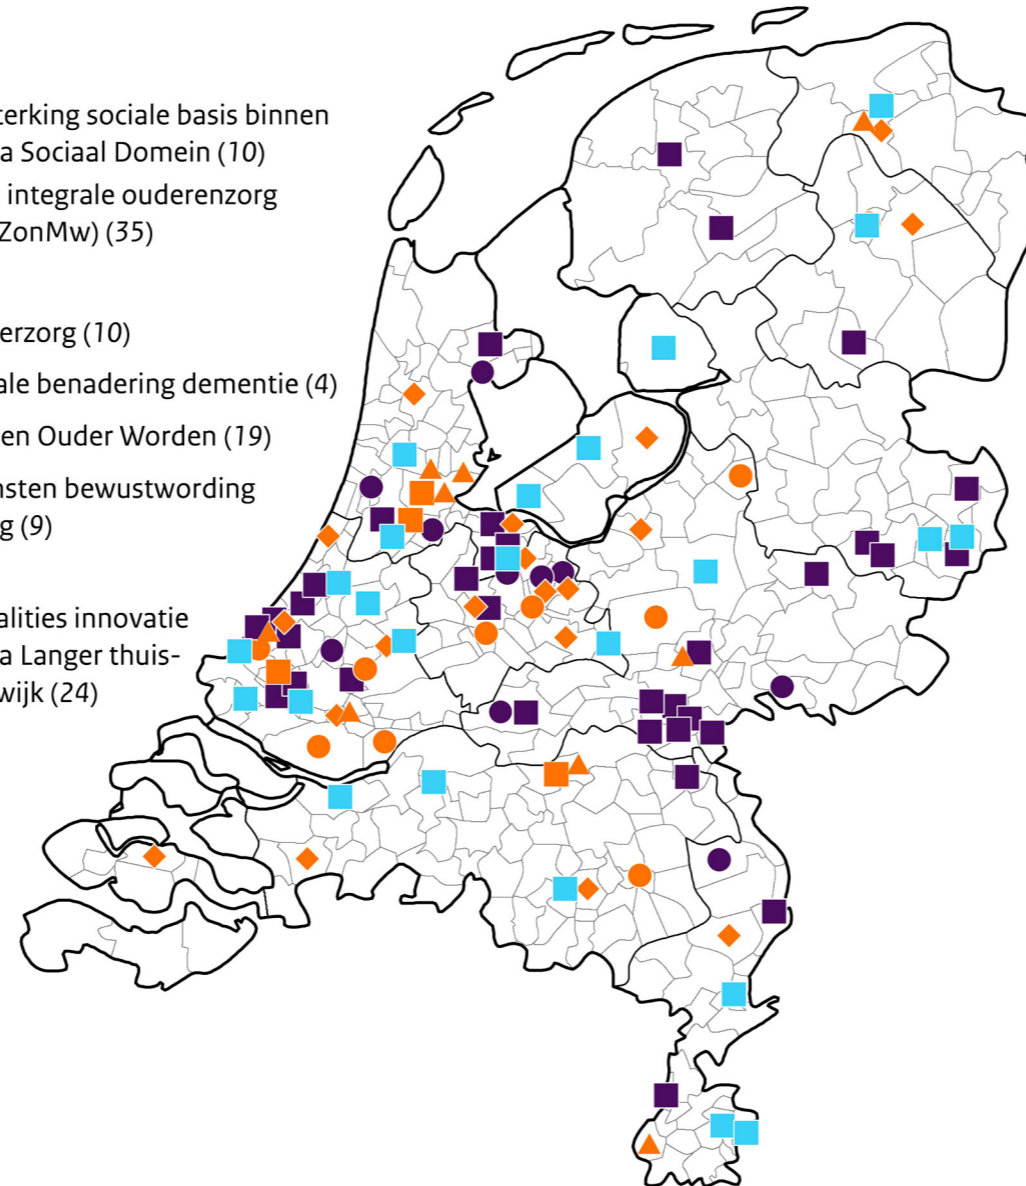 terking sociale basis binnen
a Sociaal Domein (10)
integrale ouderenzorg
ZonMw) (35)
erzorg (10)
ale benadering dementie (4)
en Ouder Worden (19)
nsten bewustwording
g (9)
alities innovatie
a Langer thuis-
wijk (24)